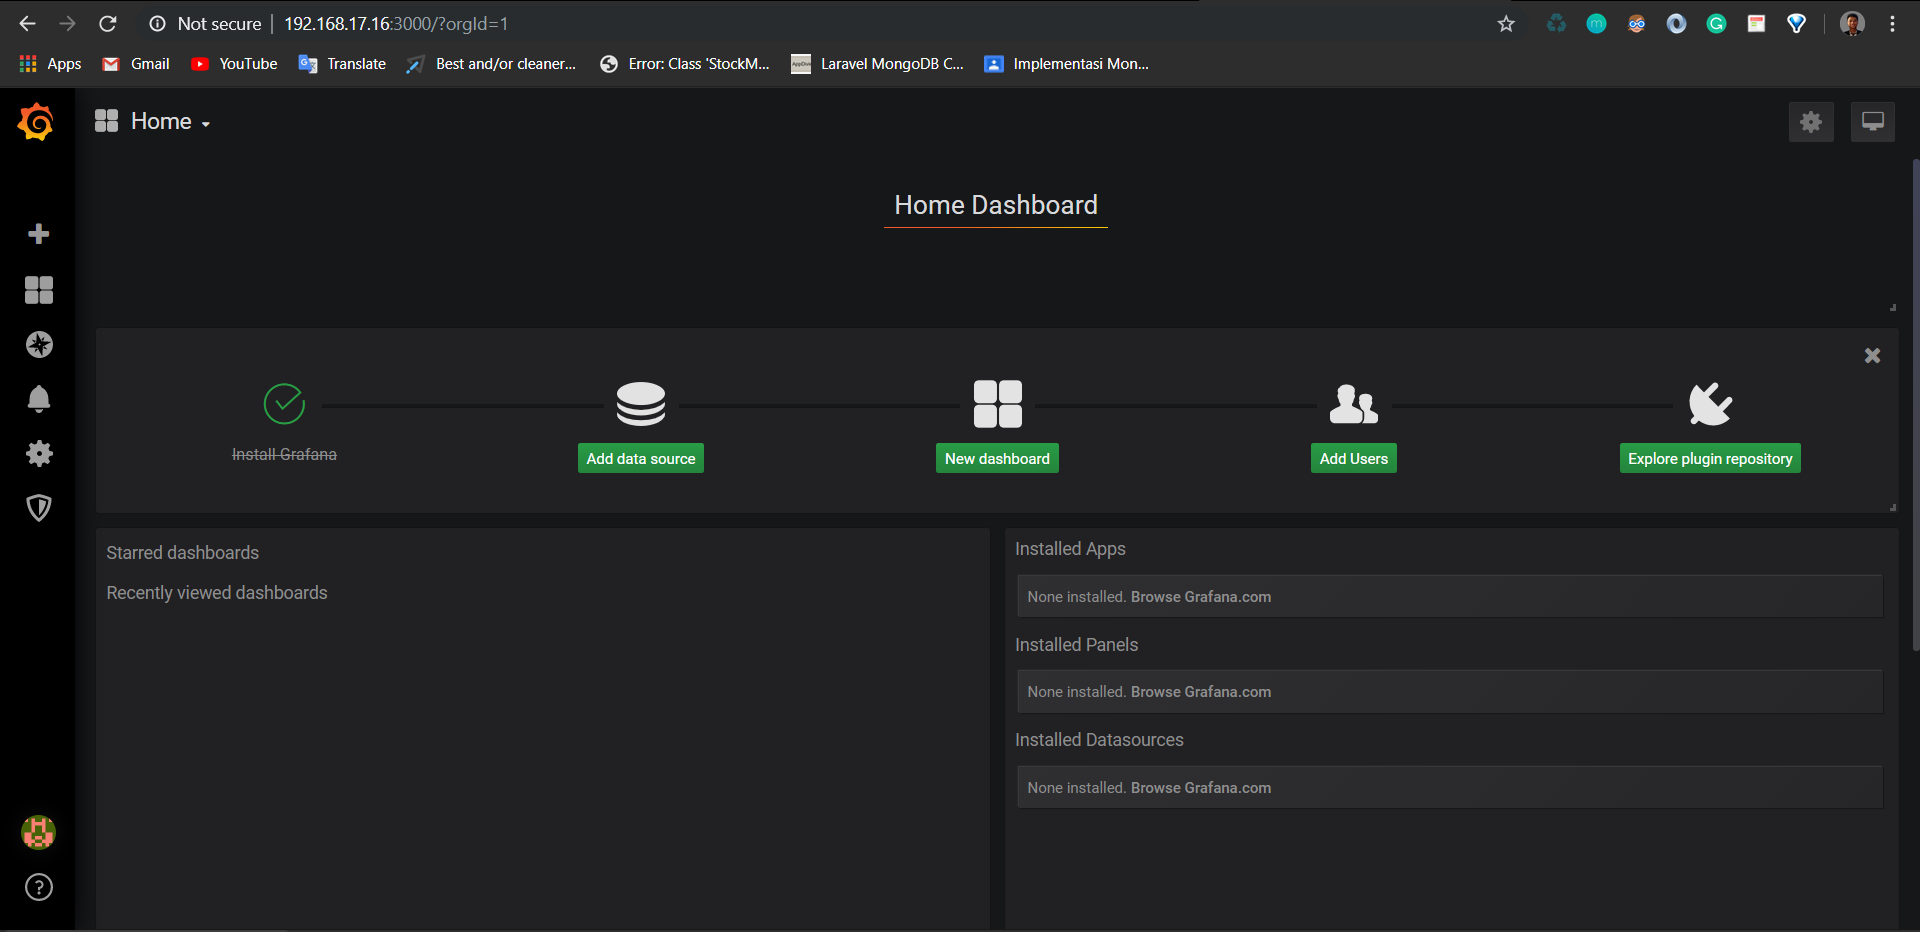 Not secure | 192.168.17.16:3000/?orgId=1
Apps Gmail YouTube Translate Best and/or cleaner... Error: Class 'StockM... Laravel MongoDB C... Implementasi Mon...
Home
Home Dashboard
Install Grafana
Add data source
New dashboard
Add Users
Explore plugin repository
Starred dashboards
Recently viewed dashboards
Installed Apps
None installed. Browse Grafana.com
Installed Panels
None installed. Browse Grafana.com
Installed Datasources
None installed. Browse Grafana.com